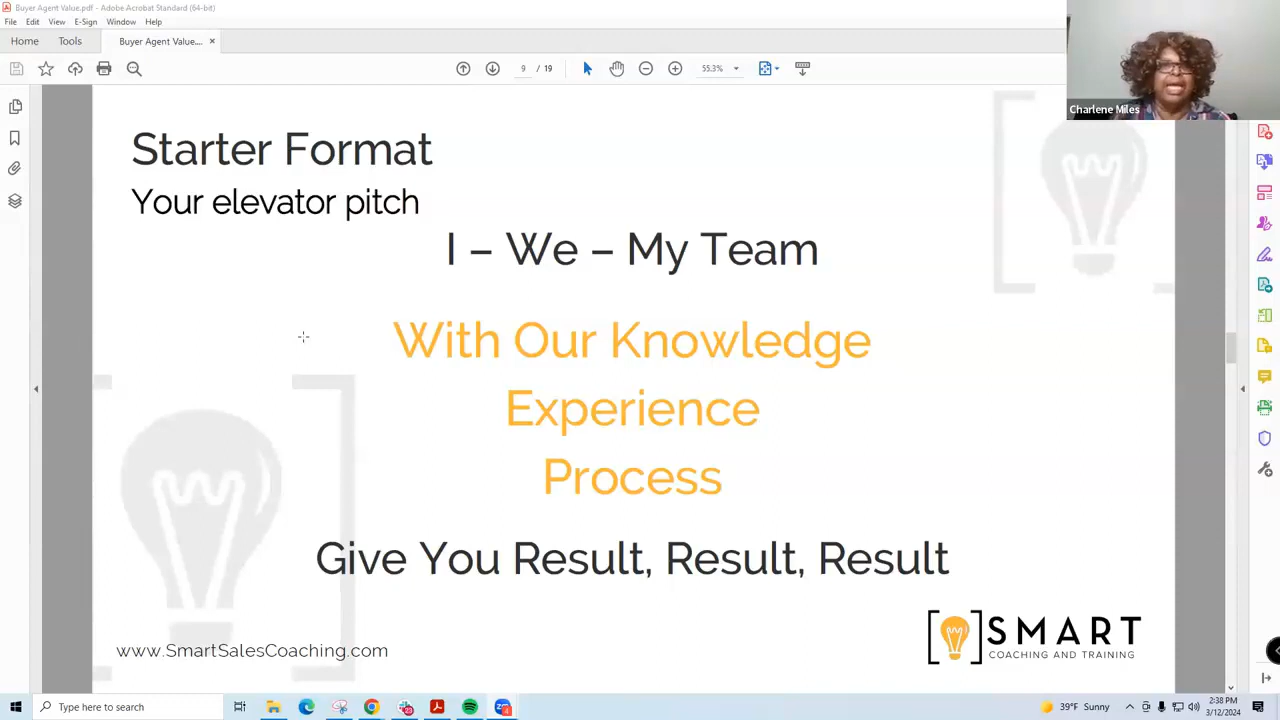 Buyer Agent Value.pdf - Adobe Acrobat Standard (64-bit)
File Edit View E-Sign Window Help
Home Tools Buyer Agent Value....
9 / 19 55.3%
Charlene Miles
Starter Format
Your elevator pitch
I – We – My Team
With Our Knowledge
Experience
Process
Give You Result, Result, Result
www.SmartSalesCoaching.com
SMART
COACHING AND TRAINING
Type here to search
39°F Sunny
2:38 PM
3/12/2024